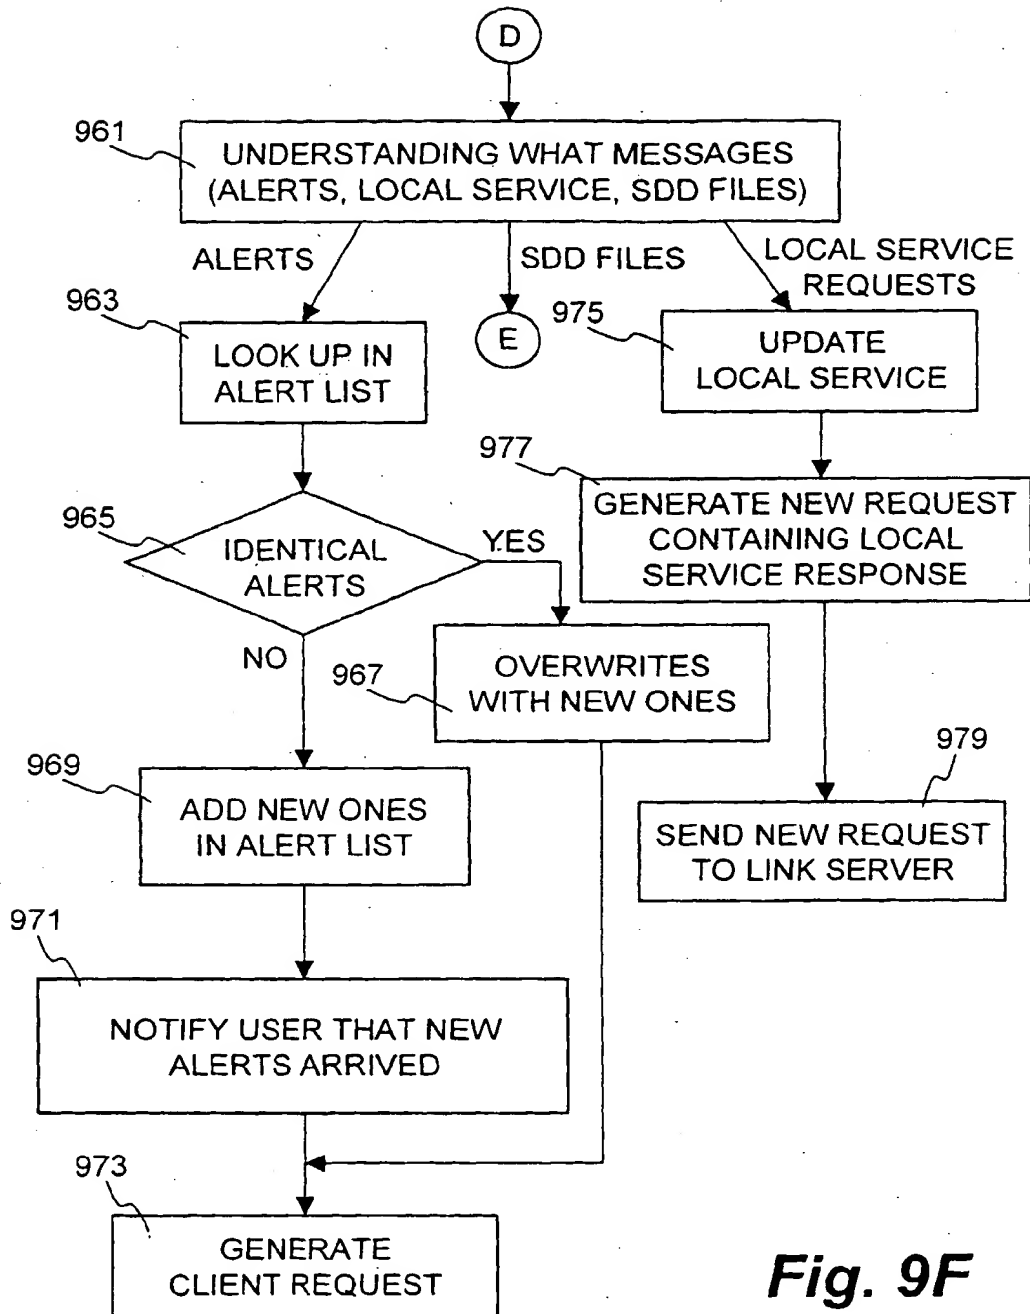 D
961
UNDERSTANDING WHAT MESSAGES
(ALERTS, LOCAL SERVICE, SDD FILES)
ALERTS
SDD FILES
LOCAL SERVICE
REQUESTS
963
LOOK UP IN
ALERT LIST
E
975
UPDATE
LOCAL SERVICE
977
GENERATE NEW REQUEST
CONTAINING LOCAL
SERVICE RESPONSE
965
IDENTICAL
ALERTS
YES
NO
967
OVERWRITES
WITH NEW ONES
969
ADD NEW ONES
IN ALERT LIST
979
SEND NEW REQUEST
TO LINK SERVER
971
NOTIFY USER THAT NEW
ALERTS ARRIVED
973
GENERATE
CLIENT REQUEST
Fig. 9F